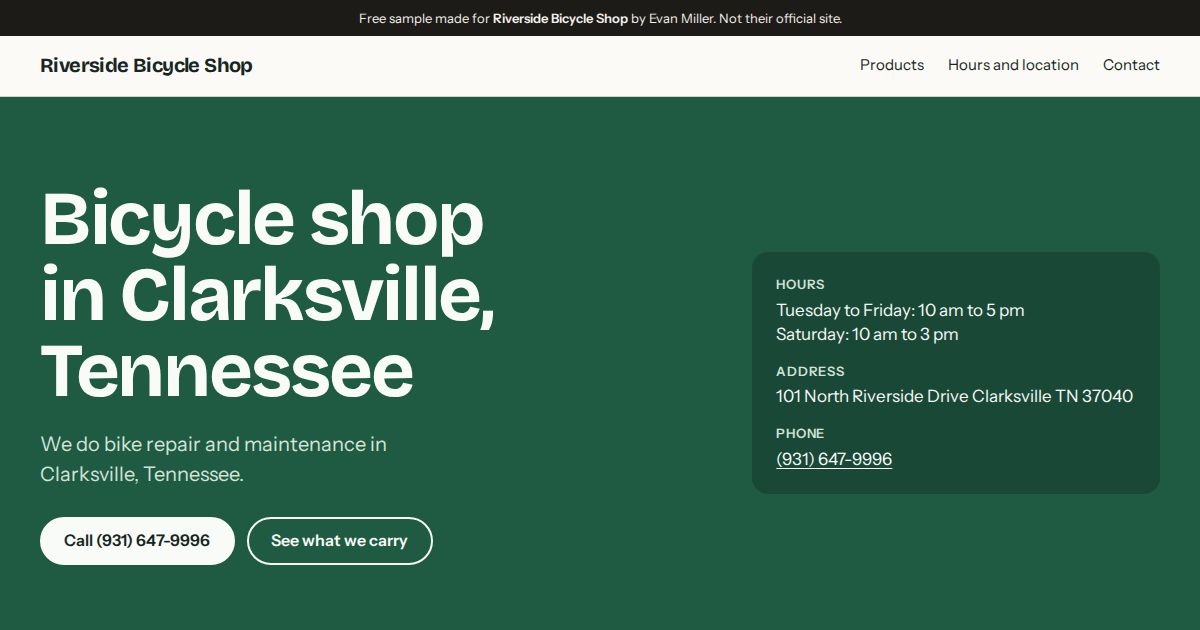 Free sample made for Riverside Bicycle Shop by Evan Miller. Not their official site.
Riverside Bicycle Shop
Products
Hours and location
Contact
Bicycle shop
in Clarksville,
Tennessee
We do bike repair and maintenance in
Clarksville, Tennessee.
Call (931) 647-9996
See what we carry
HOURS
Tuesday to Friday: 10 am to 5 pm
Saturday: 10 am to 3 pm
ADDRESS
101 North Riverside Drive Clarksville TN 37040
PHONE
(931) 647-9996